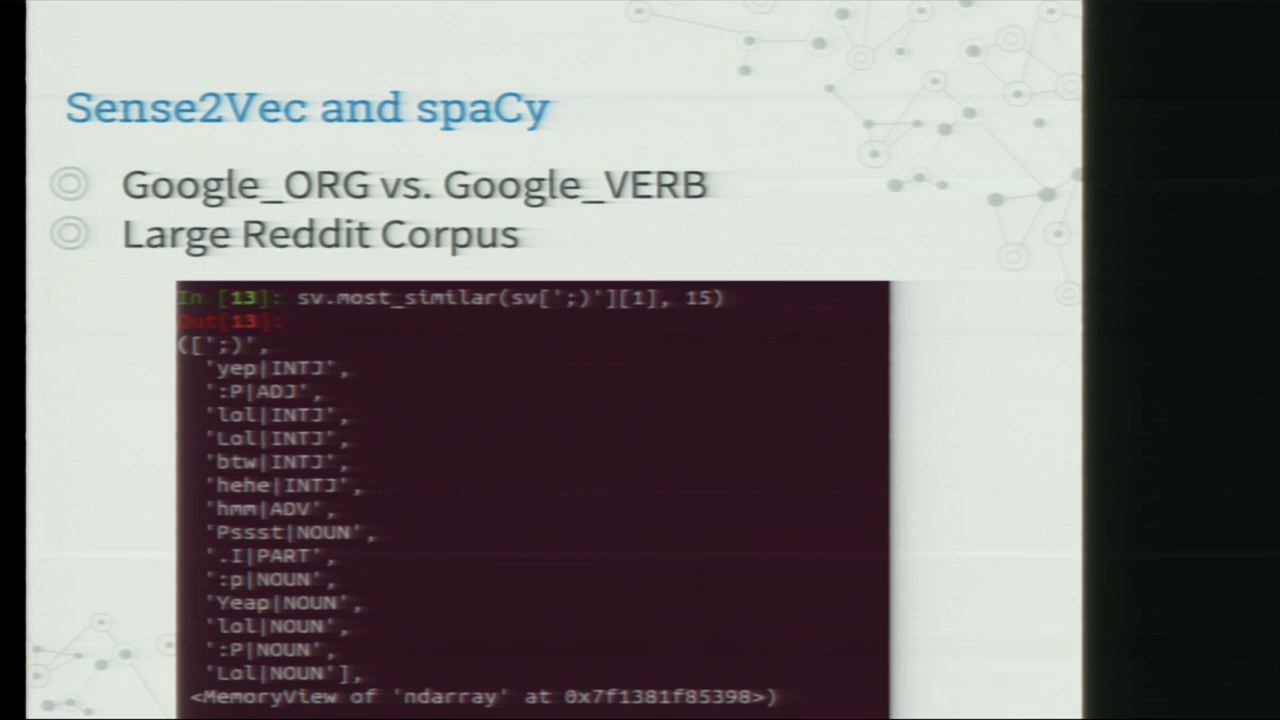 Sense2Vec and spaCy
Google_ORG vs. Google_VERB
Large Reddit Corpus
In [13]: sv.most_similar(sv[';)'][1], 15)
Out[13]:
([';)',
'yep|INTJ',
':P|ADJ',
'lol|INTJ',
'Lol|INTJ',
'btw|INTJ',
'hehe|INTJ',
'hmm|ADV',
'Pssst|NOUN',
'.I|PART',
':p|NOUN',
'Yeap|NOUN',
'lol|NOUN',
':P|NOUN',
'Lol|NOUN'],
<MemoryView of 'ndarray' at 0x7f1381f85398>)